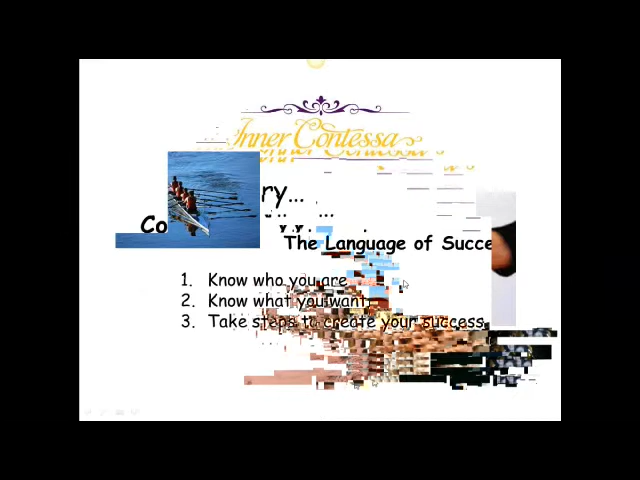 Inner Contessa
ry...
Co
The Language of Succe
1. Know who you are
2. Know what you want
3. Take steps to create your success